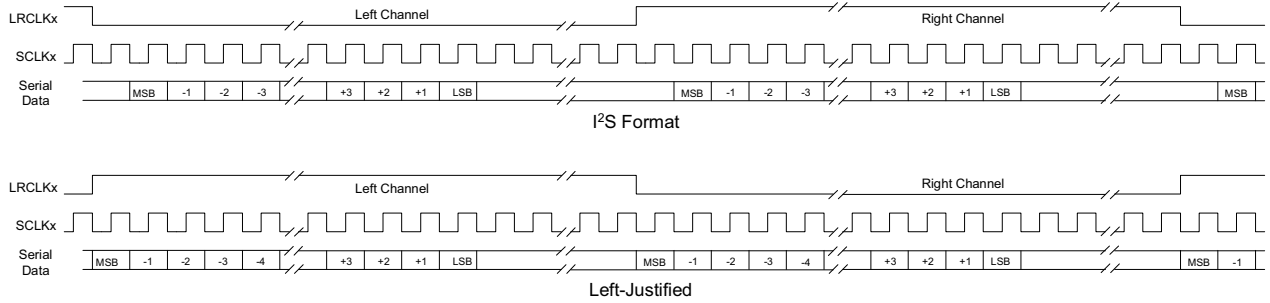 LRCLKx Left Channel Right Channel
SCLKx
Serial Data MSB -1 -2 -3 +3 +2 +1 LSB MSB -1 -2 -3 +3 +2 +1 LSB MSB
I²S Format
LRCLKx Left Channel Right Channel
SCLKx
Serial Data MSB -1 -2 -3 -4 +3 +2 +1 LSB MSB -1 -2 -3 -4 +3 +2 +1 LSB MSB -1
Left-Justified